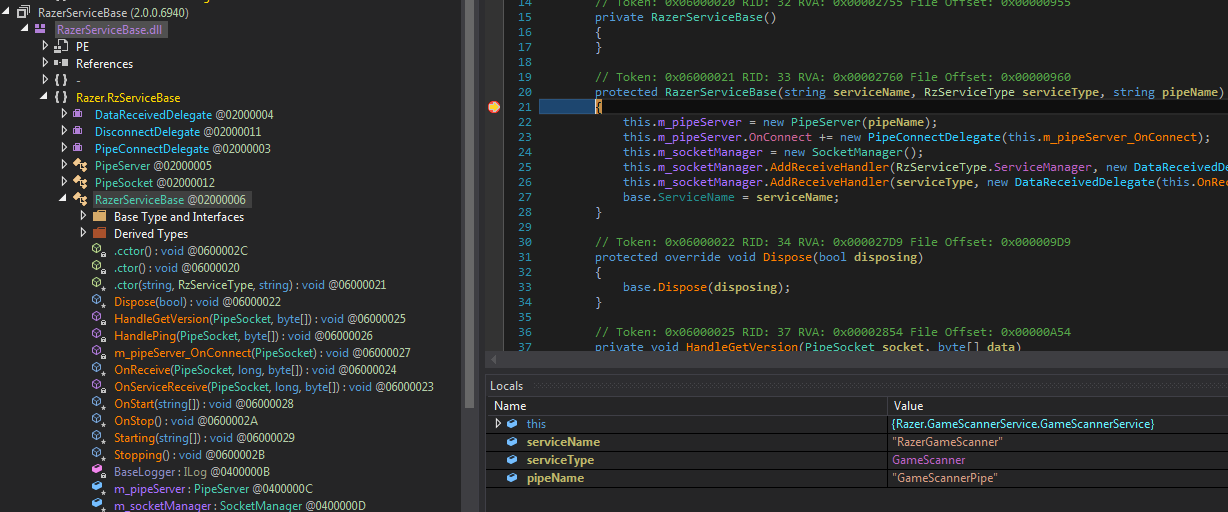 RazerServiceBase (2.0.0.6940)
RazerServiceBase.dll
PE
References
{ } -
{ } Razer.RzServiceBase
DataReceivedDelegate @02000004
DisconnectDelegate @02000011
PipeConnectDelegate @02000003
PipeServer @02000005
PipeSocket @02000012
RazerServiceBase @02000006
Base Type and Interfaces
Derived Types
.cctor() : void @0600002C
.ctor() : void @06000020
.ctor(string, RzServiceType, string) : void @06000021
Dispose(bool) : void @06000022
HandleGetVersion(PipeSocket, byte[]) : void @06000025
HandlePing(PipeSocket, byte[]) : void @06000026
m_pipeServer_OnConnect(PipeSocket) : void @06000027
OnReceive(PipeSocket, long, byte[]) : void @06000024
OnServiceReceive(PipeSocket, long, byte[]) : void @06000023
OnStart(string[]) : void @06000028
OnStop() : void @0600002A
Starting(string[]) : void @06000029
Stopping() : void @0600002B
BaseLogger : ILog @0400000B
m_pipeServer : PipeServer @0400000C
m_socketManager : SocketManager @0400000D
14 // Token: 0x06000020 RID: 32 RVA: 0x00002755 File Offset: 0x00000955
15 private RazerServiceBase()
16 {
17 }
18
19 // Token: 0x06000021 RID: 33 RVA: 0x00002760 File Offset: 0x00000960
20 protected RazerServiceBase(string serviceName, RzServiceType serviceType, string pipeName)
21 {
22 this.m_pipeServer = new PipeServer(pipeName);
23 this.m_pipeServer.OnConnect += new PipeConnectDelegate(this.m_pipeServer_OnConnect);
24 this.m_socketManager = new SocketManager();
25 this.m_socketManager.AddReceiveHandler(RzServiceType.ServiceManager, new DataReceivedDe
26 this.m_socketManager.AddReceiveHandler(serviceType, new DataReceivedDelegate(this.OnRec
27 base.ServiceName = serviceName;
28 }
29
30 // Token: 0x06000022 RID: 34 RVA: 0x000027D9 File Offset: 0x000009D9
31 protected override void Dispose(bool disposing)
32 {
33 base.Dispose(disposing);
34 }
35
36 // Token: 0x06000025 RID: 37 RVA: 0x00002854 File Offset: 0x00000A54
37 private void HandleGetVersion(PipeSocket socket, byte[] data)
Locals
Name Value
this {Razer.GameScannerService.GameScannerService}
serviceName "RazerGameScanner"
serviceType GameScanner
pipeName "GameScannerPipe"